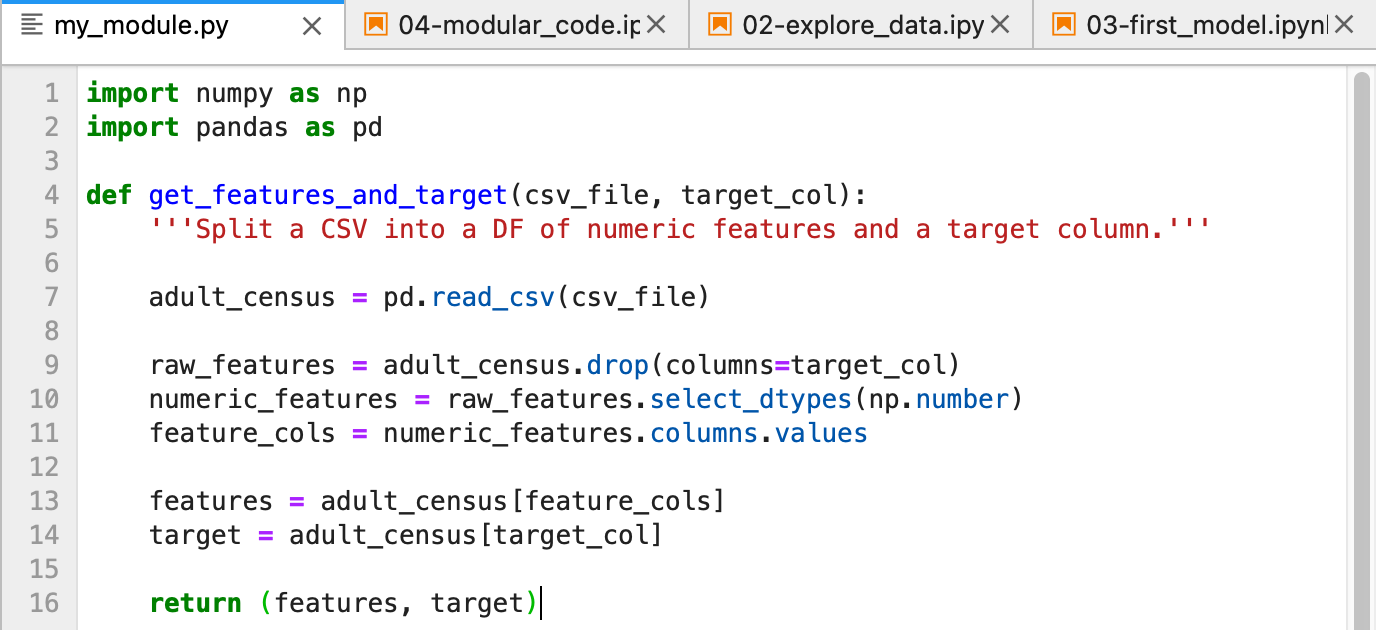 my_module.py
04-modular_code.ip
02-explore_data.ipy
03-first_model.ipyn
1 import numpy as np
2 import pandas as pd
3
4 def get_features_and_target(csv_file, target_col):
5     '''Split a CSV into a DF of numeric features and a target column.'''
6
7     adult_census = pd.read_csv(csv_file)
8
9     raw_features = adult_census.drop(columns=target_col)
10     numeric_features = raw_features.select_dtypes(np.number)
11     feature_cols = numeric_features.columns.values
12
13     features = adult_census[feature_cols]
14     target = adult_census[target_col]
15
16     return (features, target)